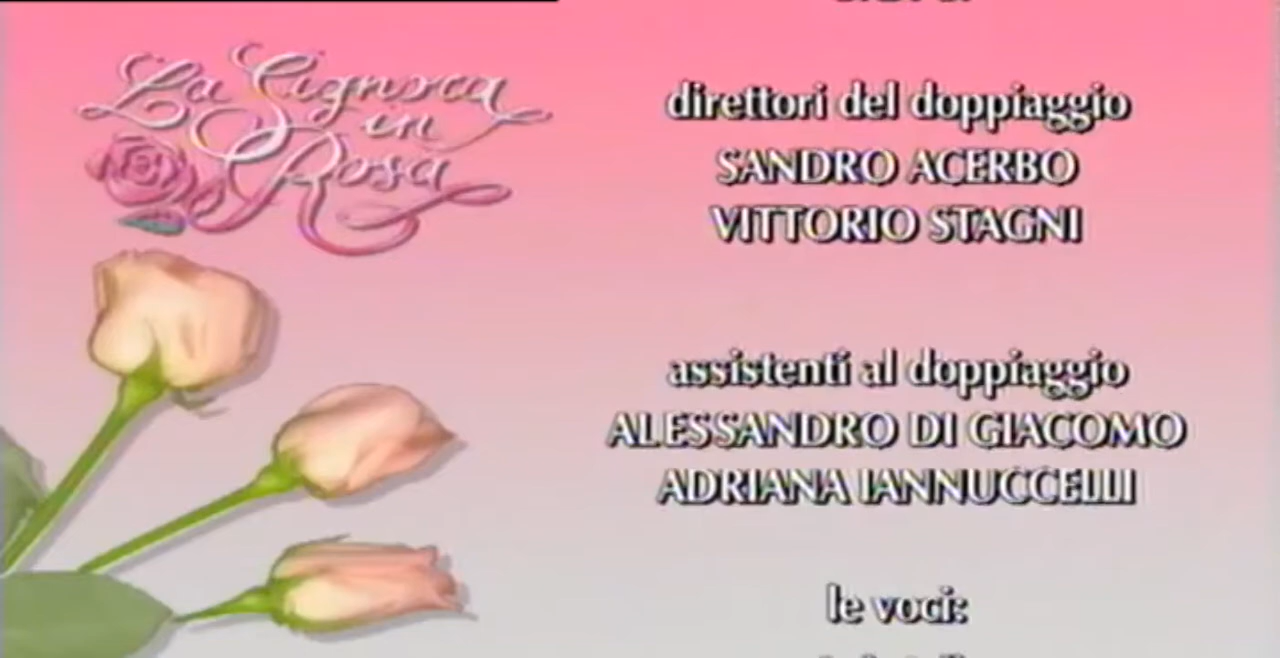 La Signora
in
Rosa
direttori del doppiaggio
SANDRO ACERBO
VITTORIO STAGNI
assistenti al doppiaggio
ALESSANDRO DI GIACOMO
ADRIANA IANNUCCELLI
le voci: